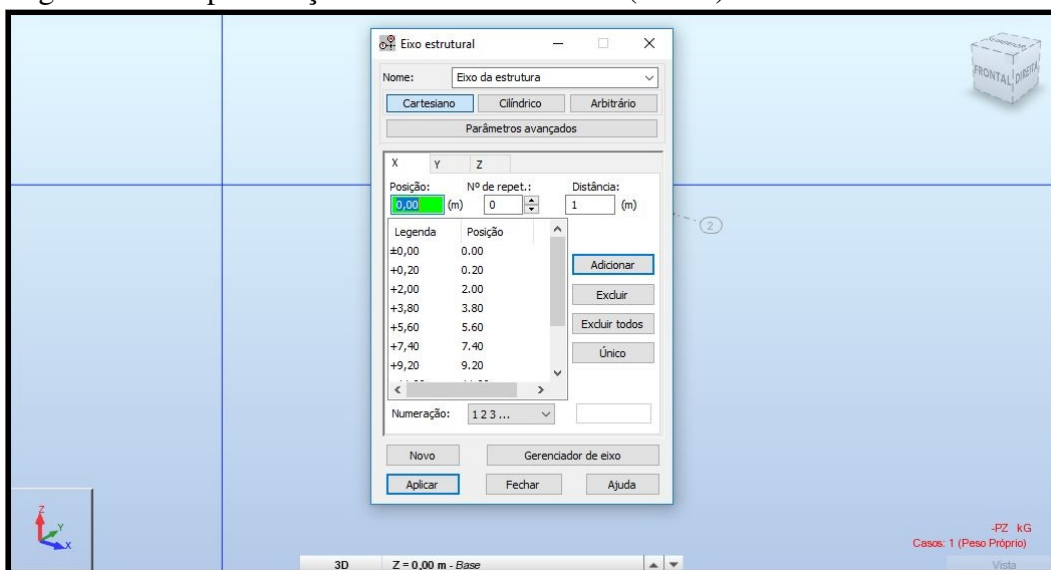 Eixo estrutural
Nome: Eixo da estrutura
Cartesiano Cilíndrico Arbitrário
Parâmetros avançados
X Y Z
Posição: Nº de repet.: Distância:
0,00 (m) 0 1 (m)
Legenda Posição
±0,00 0.00
+0,20 0.20
+2,00 2.00
+3,80 3.80
+5,60 5.60
+7,40 7.40
+9,20 9.20
Adicionar
Excluir
Excluir todos
Único
Numeração: 1 2 3 ...
Novo Gerenciador de eixo
Aplicar Fechar Ajuda
FRONTAL DIREITA
2
Z Y X
-PZ kG
Casos: 1 (Peso Próprio)
3D Z = 0,00 m - Base Vista